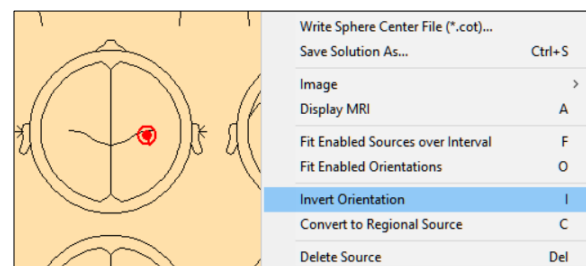 Write Sphere Center File (*.cot)...
Save Solution As... Ctrl+S
Image >
Display MRI A
Fit Enabled Sources over Interval F
Fit Enabled Orientations O
Invert Orientation I
Convert to Regional Source C
Delete Source Del